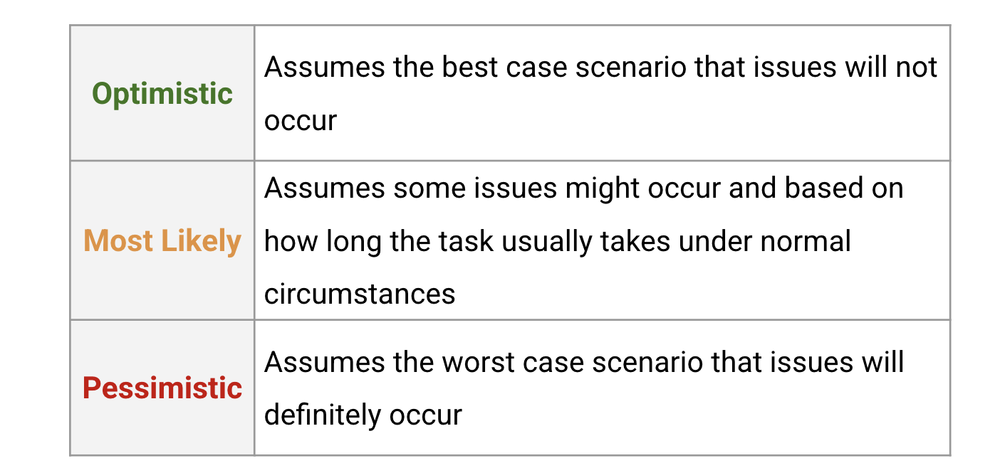 Optimistic
Assumes the best case scenario that issues will not
occur
Most Likely
Assumes some issues might occur and based on
how long the task usually takes under normal
circumstances
Pessimistic
Assumes the worst case scenario that issues will
definitely occur